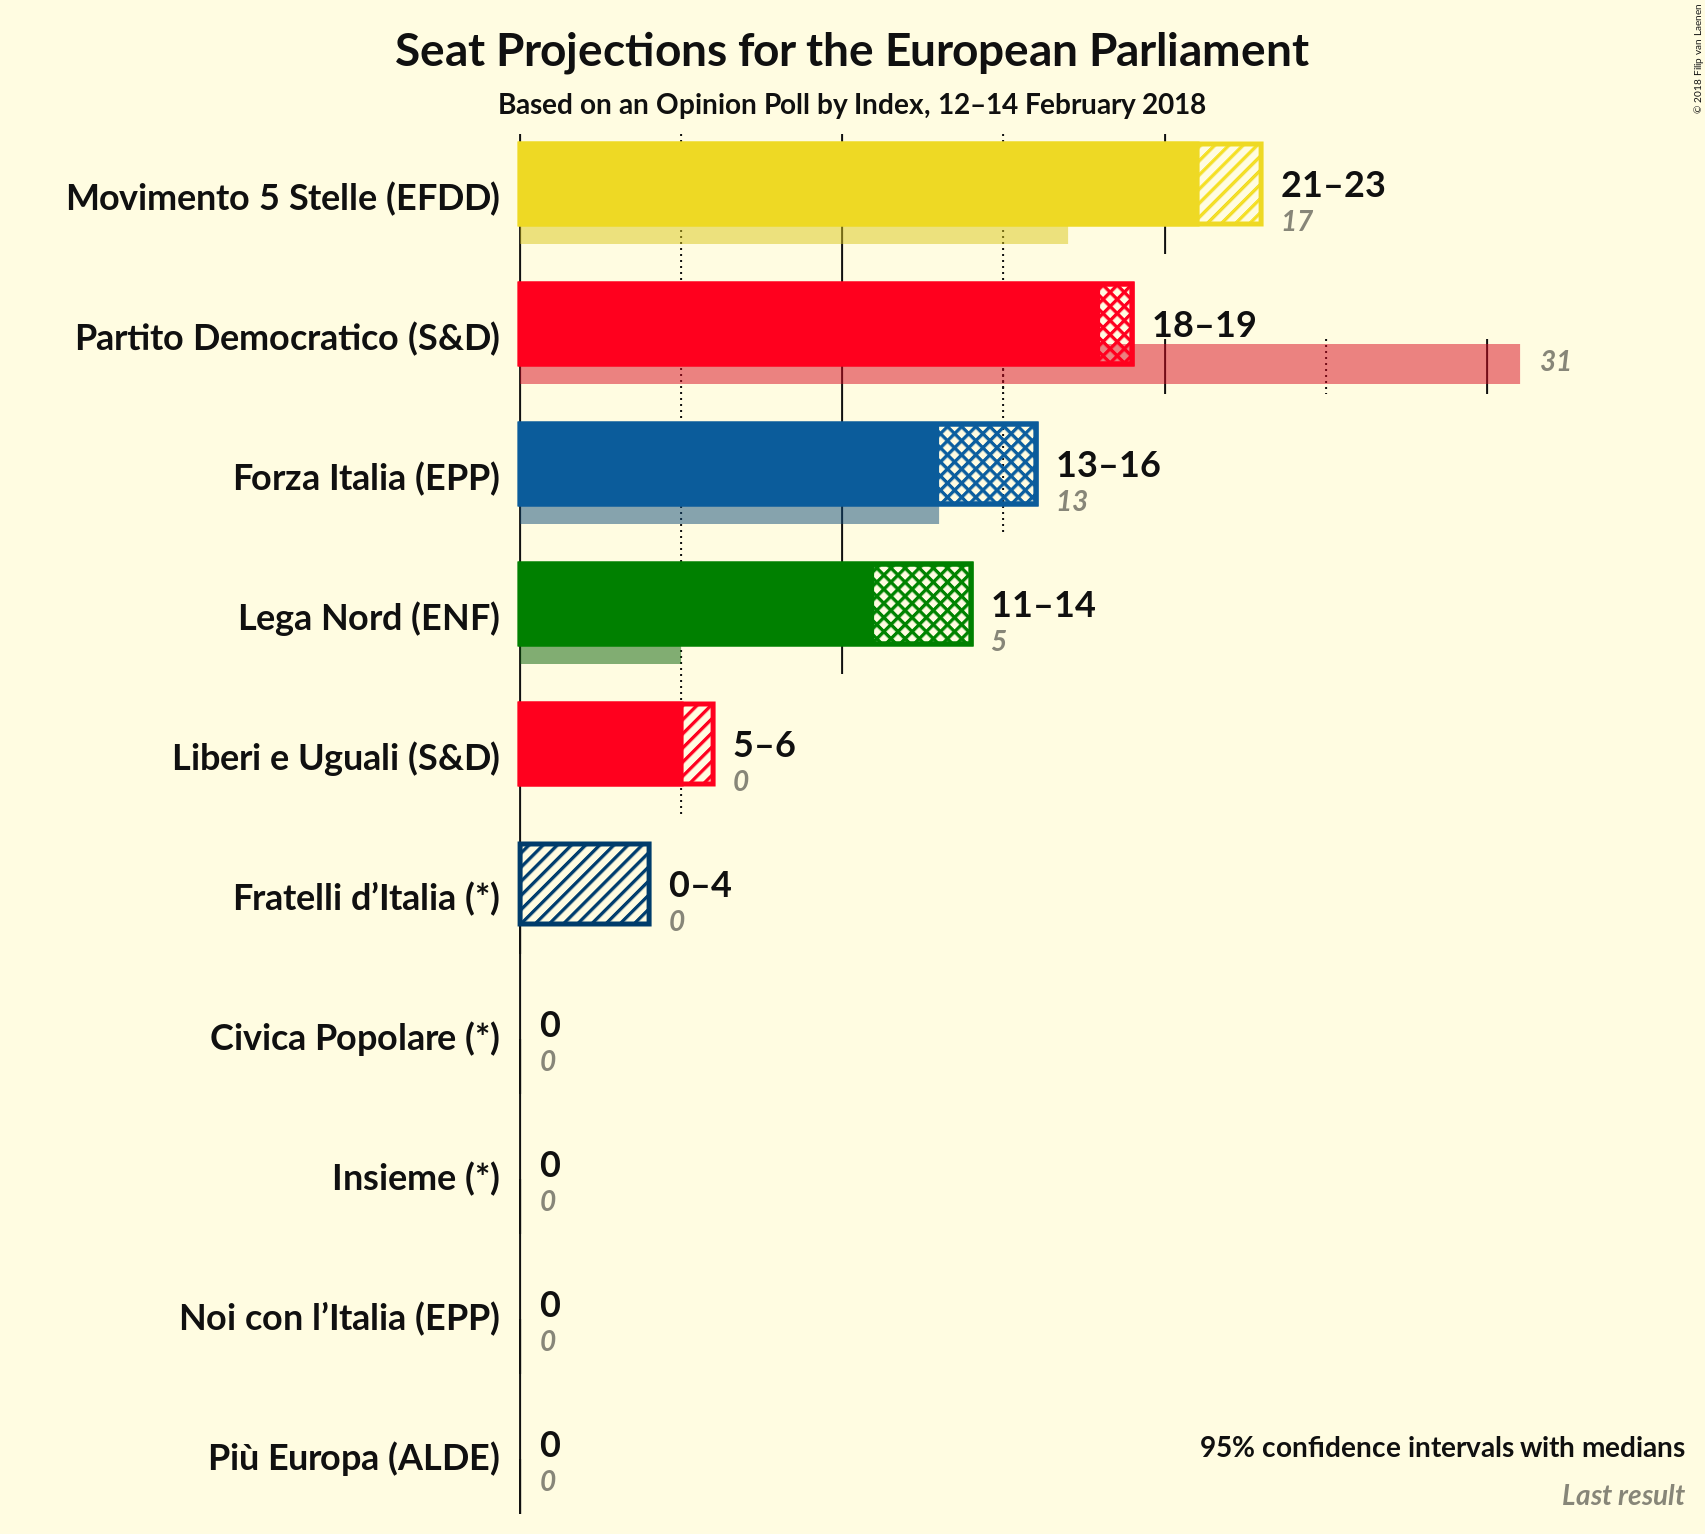 Seat Projections for the European Parliament
Based on an Opinion Poll by Index, 12–14 February 2018
© 2018 Filip van Laenen
Movimento 5 Stelle (EFDD)
21–23
17
Partito Democratico (S&D)
18–19
31
Forza Italia (EPP)
13–16
13
Lega Nord (ENF)
11–14
5
Liberi e Uguali (S&D)
5–6
0
Fratelli d’Italia (*)
0–4
0
Civica Popolare (*)
0
0
Insieme (*)
0
0
Noi con l’Italia (EPP)
0
0
Più Europa (ALDE)
0
0
95% confidence intervals with medians
Last result